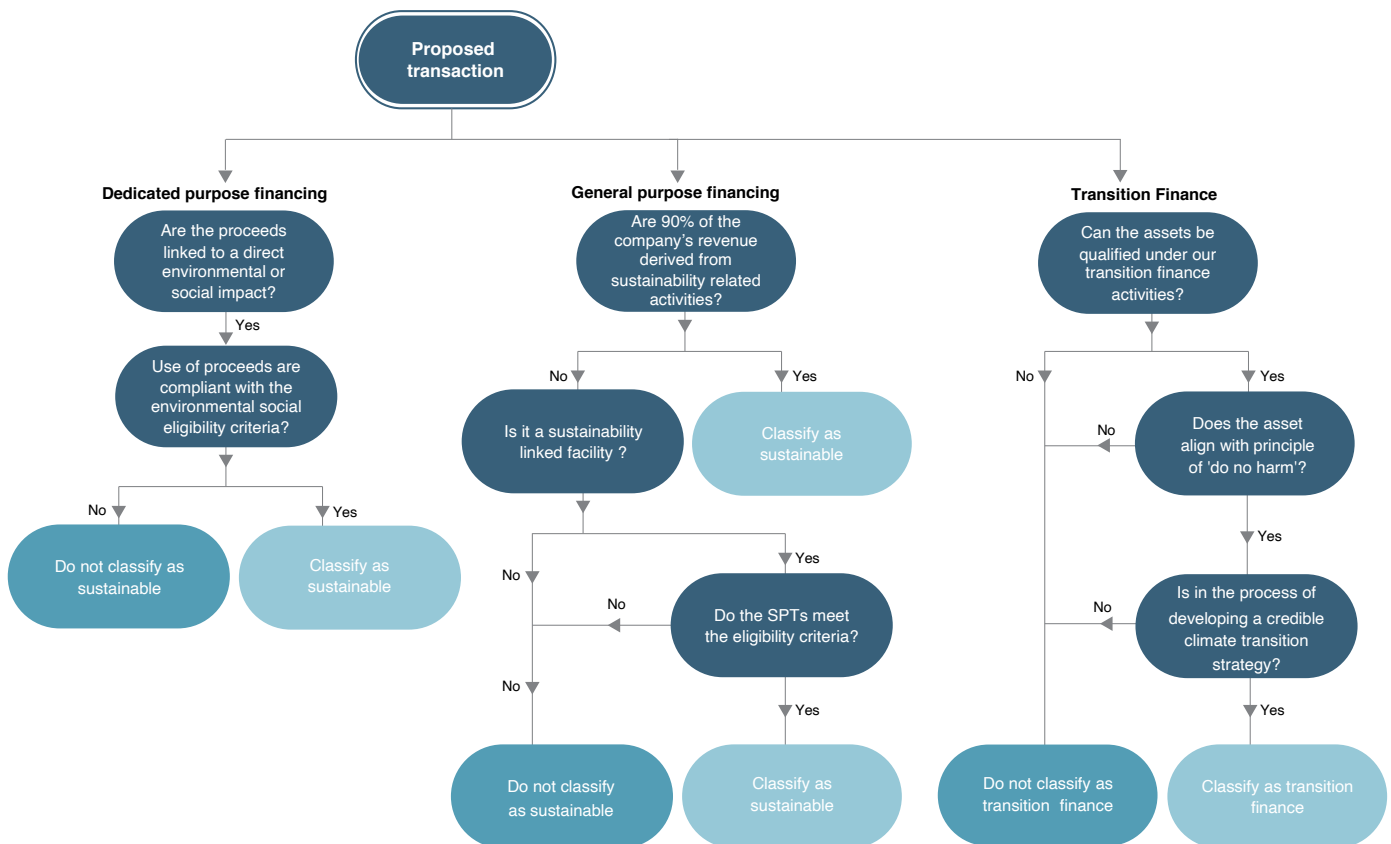 Proposed
transaction
Dedicated purpose financing
Are the proceeds
linked to a direct
environmental or
social impact?
Yes
Use of proceeds are
compliant with the
environmental social
eligibility criteria?
No
Yes
Do not classify as
sustainable
Classify as
sustainable
General purpose financing
Are 90% of the
company's revenue
derived from
sustainability related
activities?
No
Yes
Is it a sustainability
linked facility ?
Classify as
sustainable
No
Yes
No
Do the SPTs meet
the eligibility criteria?
No
Yes
Do not classify
as sustainable
Classify as
sustainable
Transition Finance
Can the assets be
qualified under our
transition finance
activities?
No
Yes
No
Does the asset
align with principle
of 'do no harm'?
Yes
No
Is in the process of
developing a credible
climate transition
strategy?
Yes
Do not classify as
transition finance
Classify as transition
finance